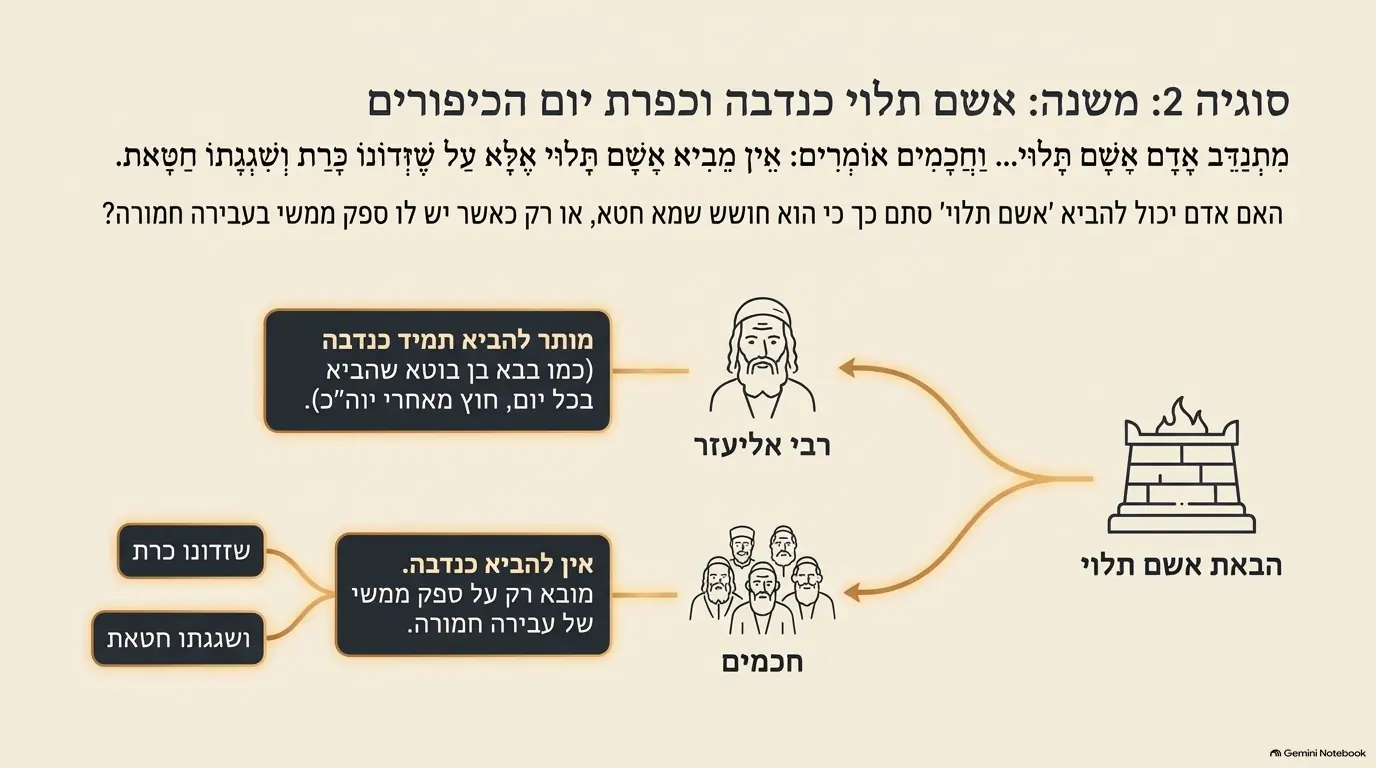 סוגיה 2: משנה: אשם תלוי כנדבה וכפרת יום הכיפורים
מִתְנַדֵּב אָדָם אָשָׁם תָּלוּי... וַחֲכָמִים אוֹמְרִים: אֵין מֵבִיא אָשָׁם תָּלוּי אֶלָּא עַל שֶׁזְּדוֹנוֹ כָּרֵת וְשִׁגְגָתוֹ חַטָּאת.
האם אדם יכול להביא 'אשם תלוי' סתם כך כי הוא חושש שמא חטא, או רק כאשר יש לו ספק ממשי בעבירה חמורה?
הבאת אשם תלוי
רבי אליעזר
מותר להביא תמיד כנדבה
(כמו בבא בן בוטא שהביא
בכל יום, חוץ מאחרי יוה"כ).
חכמים
אין להביא כנדבה.
מובא רק על ספק ממשי
של עבירה חמורה.
שזדונו כרת
ושגגתו חטאת
Gemini Notebook